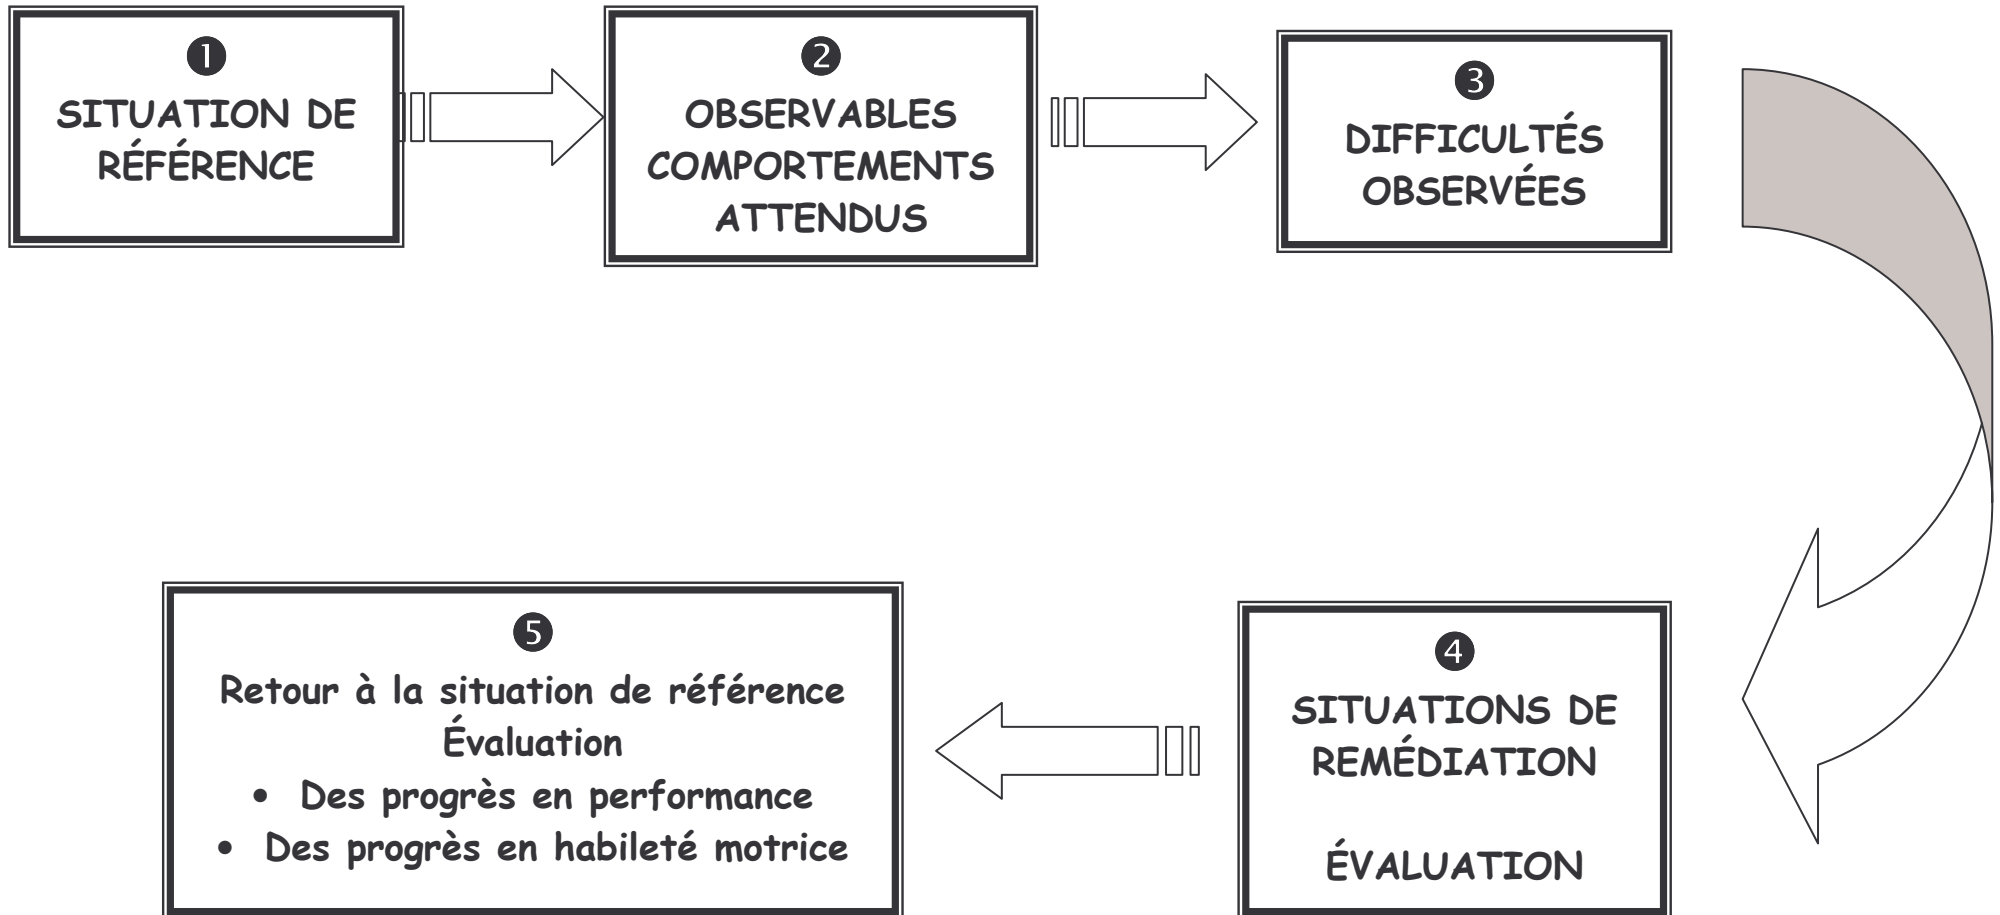 ❶
SITUATION DE
RÉFÉRENCE
❷
OBSERVABLES
COMPORTEMENTS
ATTENDUS
❸
DIFFICULTÉS
OBSERVÉES
❹
SITUATIONS DE
REMÉDIATION
ÉVALUATION
❺
Retour à la situation de référence
Évaluation
• Des progrès en performance
• Des progrès en habileté motrice